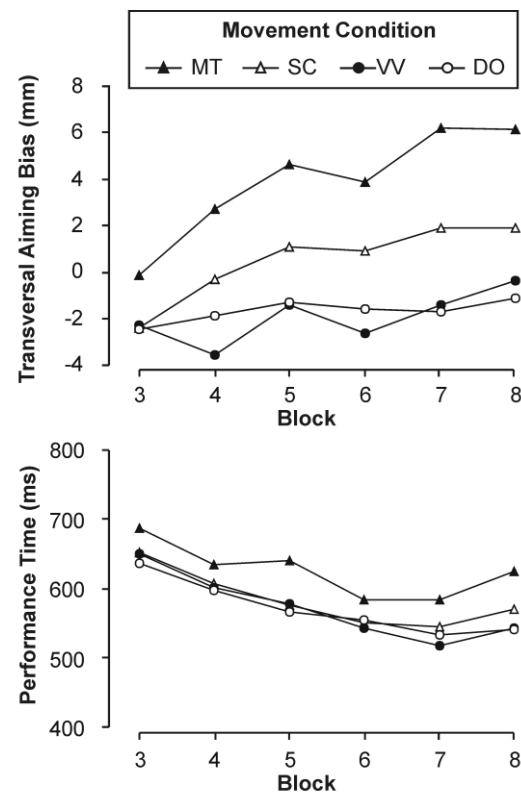 Movement Condition
MT SC VV DO
Transversal Aiming Bias (mm)
8
6
4
2
0
-2
-4
3 4 5 6 7 8
Block
Performance Time (ms)
800
700
600
500
400
3 4 5 6 7 8
Block